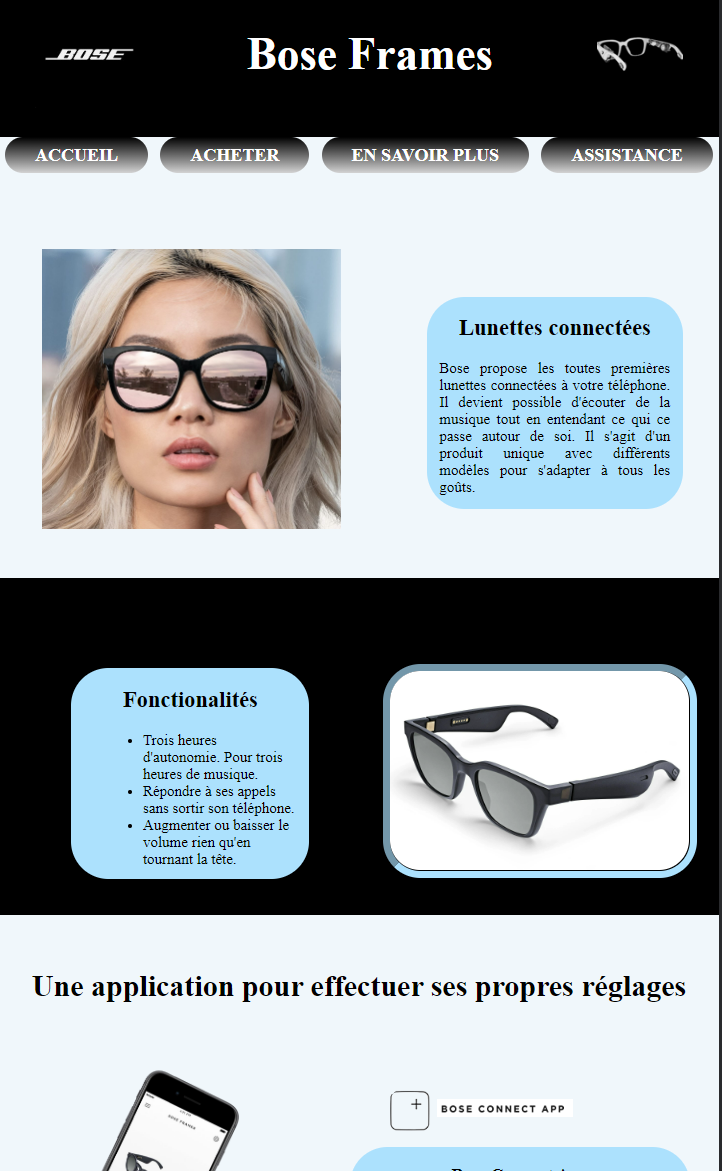 BOSE
Bose Frames
ACCUEIL
ACHETER
EN SAVOIR PLUS
ASSISTANCE
Lunettes connectées
Bose propose les toutes premières
lunettes connectées à votre téléphone.
Il devient possible d'écouter de la
musique tout en entendant ce qui ce
passe autour de soi. Il s'agit d'un
produit unique avec différents
modèles pour s'adapter à tous les
goûts.
Fonctionalités
• Trois heures
d'autonomie. Pour trois
heures de musique.
• Répondre à ses appels
sans sortir son téléphone.
• Augmenter ou baisser le
volume rien qu'en
tournant la tête.
Une application pour effectuer ses propres réglages
BOSE FRAMES
BOSE CONNECT APP